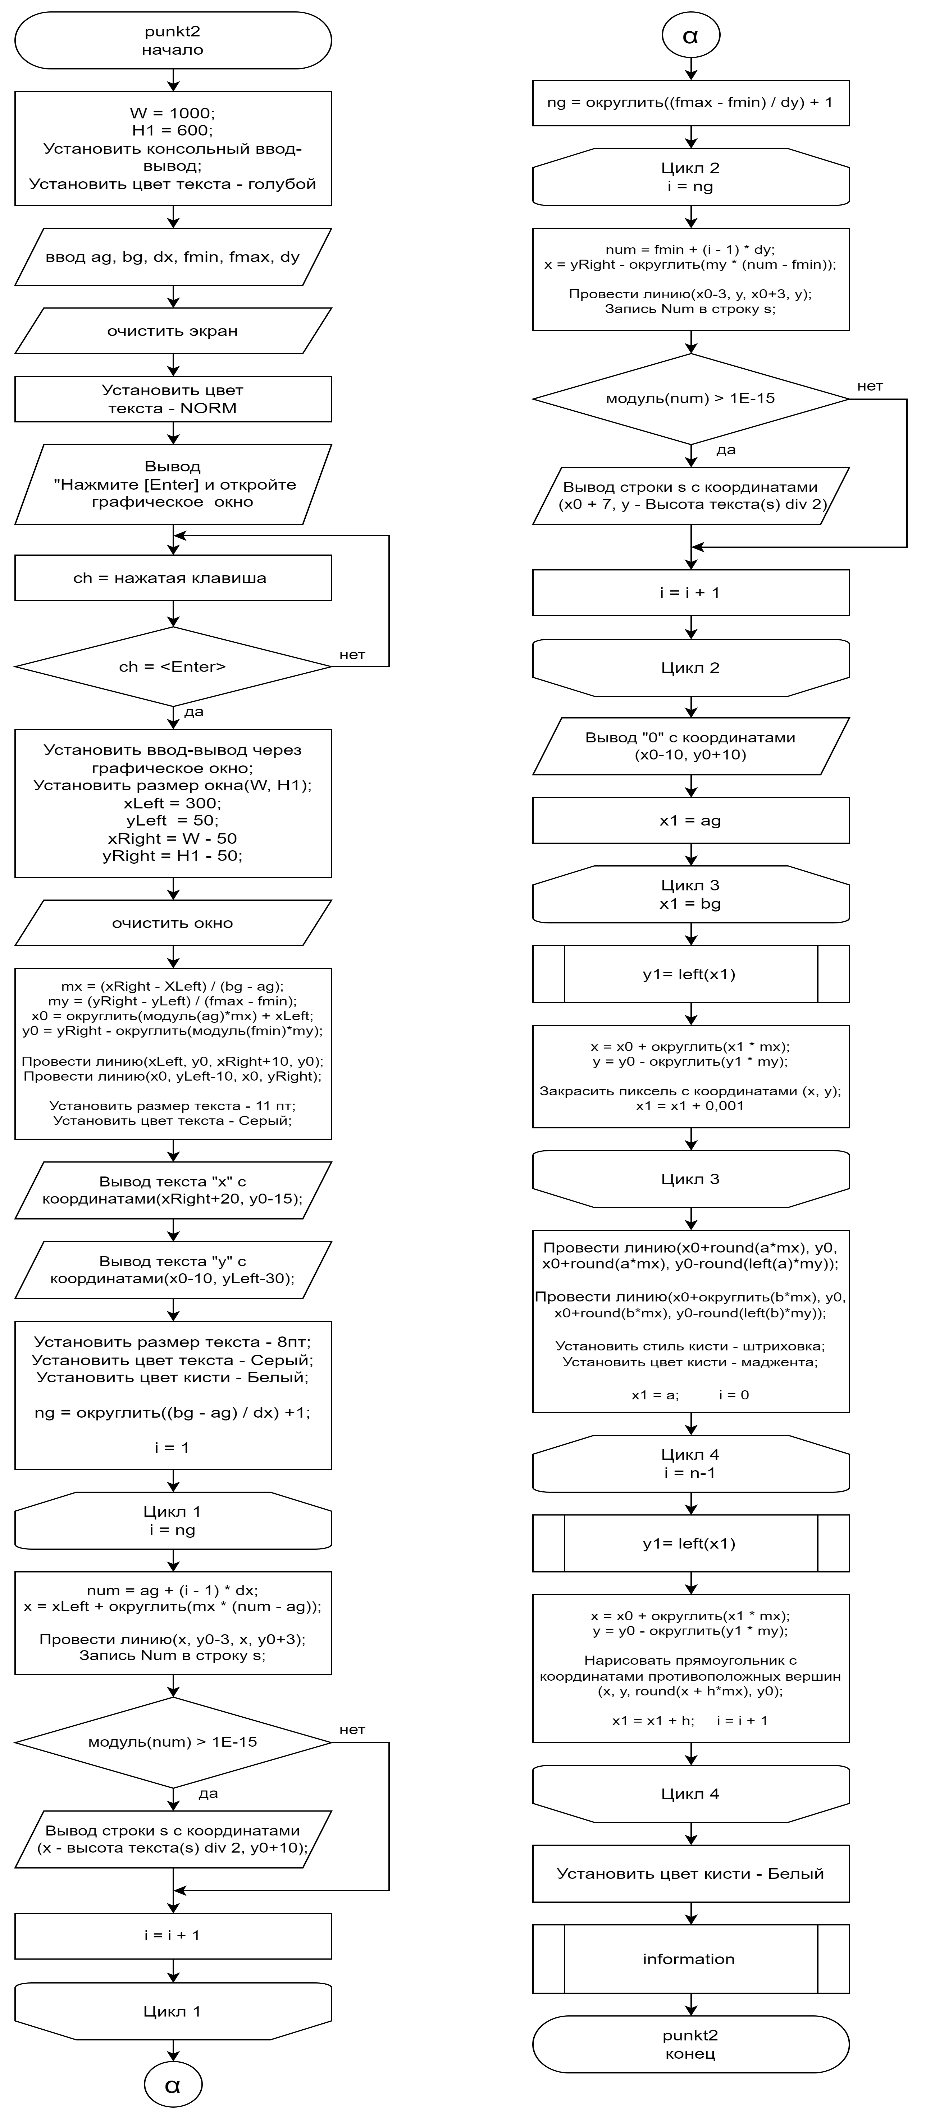 punkt2
начало
W = 1000;
H1 = 600;
Установить консольный ввод-
вывод;
Установить цвет текста - голубой
ввод ag, bg, dx, fmin, fmax, dy
очистить экран
Установить цвет
текста - NORM
Вывод
"Нажмите [Enter] и откройте
графическое  окно
ch = нажатая клавиша
ch = <Enter>
нет
да
Установить ввод-вывод через
графическое окно;
Установить размер окна(W, H1);
xLeft = 300;
yLeft  = 50;
xRight = W - 50
yRight = H1 - 50;
очистить окно
mx = (xRight - XLeft) / (bg - ag);
my = (yRight - yLeft) / (fmax - fmin);
x0 = округлить(модуль(ag)*mx) + xLeft;
y0 = yRight - округлить(модуль(fmin)*my);
Провести линию(xLeft, y0, xRight+10, y0);
Провести линию(x0, yLeft-10, x0, yRight);
Установить размер текста - 11 пт;
Установить цвет текста - Серый;
Вывод текста "x" с
координатами(xRight+20, y0-15);
Вывод текста "y" с
координатами(x0-10, yLeft-30);
Установить размер текста - 8пт;
Установить цвет текста - Серый;
Установить цвет кисти - Белый;
ng = округлить((bg - ag) / dx) +1;
i = 1
Цикл 1
i = ng
num = ag + (i - 1) * dx;
x = xLeft + округлить(mx * (num - ag));
Провести линию(x, y0-3, x, y0+3);
Запись Num в строку s;
модуль(num) > 1E-15
нет
да
Вывод строки s с координатами
(x - высота текста(s) div 2, y0+10);
i = i + 1
Цикл 1
α
α
ng = округлить((fmax - fmin) / dy) + 1
Цикл 2
i = ng
num = fmin + (i - 1) * dy;
x = yRight - округлить(my * (num - fmin));
Провести линию(x0-3, y, x0+3, y);
Запись Num в строку s;
модуль(num) > 1E-15
нет
да
Вывод строки s с координатами
(x0 + 7, y - Высота текста(s) div 2)
i = i + 1
Цикл 2
Вывод "0" с координатами
(x0-10, y0+10)
x1 = ag
Цикл 3
x1 = bg
y1= left(x1)
x = x0 + округлить(x1 * mx);
y = y0 - округлить(y1 * my);
Закрасить пиксель с координатами (x, y);
x1 = x1 + 0,001
Цикл 3
Провести линию(x0+round(a*mx), y0,
x0+round(a*mx), y0-round(left(a)*my));
Провести линию(x0+округлить(b*mx), y0,
x0+round(b*mx), y0-round(left(b)*my));
Установить стиль кисти - штриховка;
Установить цвет кисти - маджента;
x1 = a;         i = 0
Цикл 4
i = n-1
y1= left(x1)
x = x0 + округлить(x1 * mx);
y = y0 - округлить(y1 * my);
Нарисовать прямоугольник с
координатами противоположных вершин
(x, y, round(x + h*mx), y0);
x1 = x1 + h;     i = i + 1
Цикл 4
Установить цвет кисти - Белый
information
punkt2
конец